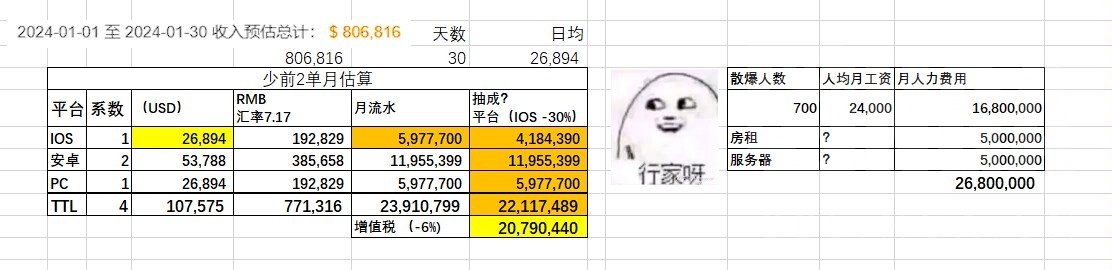 2024-01-01 至 2024-01-30 收入预估总计： $ 806,816 天数 日均
806,816 30 26,894
少前2单月估算
平台 系数 （USD） RMB 汇率7.17 月流水 抽成? 平台（IOS -30%）
IOS 1 26,894 192,829 5,977,700 4,184,390
安卓 2 53,788 385,658 11,955,399 11,955,399
PC 1 26,894 192,829 5,977,700 5,977,700
TTL 4 107,575 771,316 23,910,799 22,117,489
增值税 （-6%） 20,790,440
行家呀
散爆人数 人均月工资 月人力费用
700 24,000 16,800,000
房租 ? 5,000,000
服务器 ? 5,000,000
26,800,000